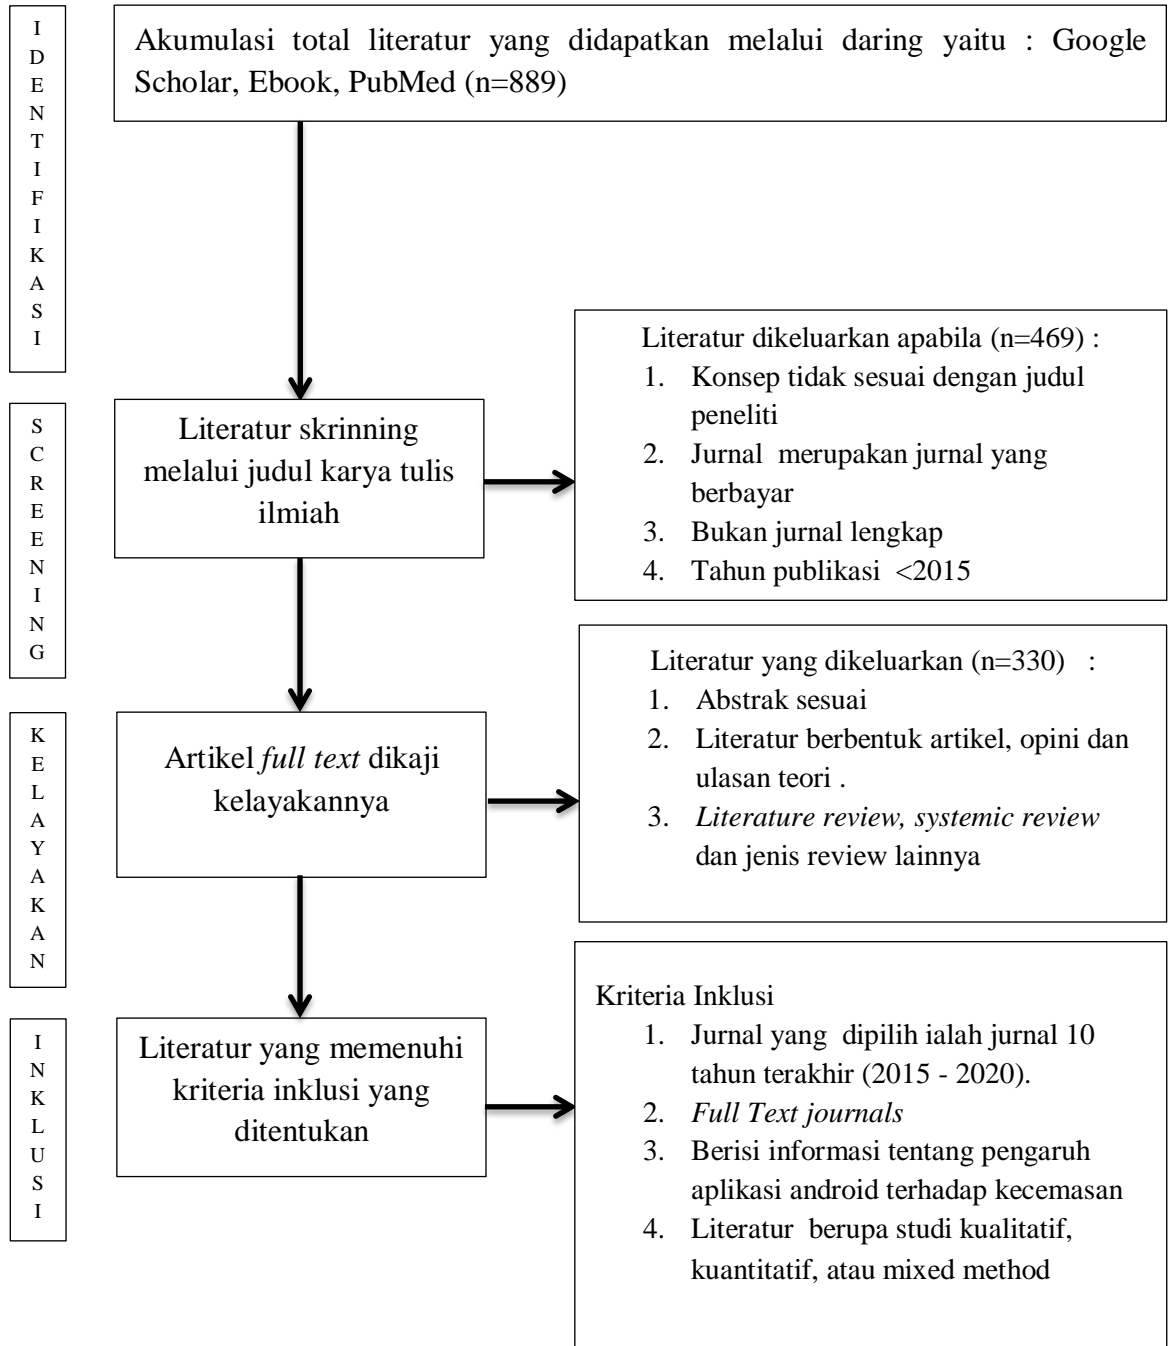 IDENTIFIKASI
Akumulasi total literatur yang didapatkan melalui daring yaitu : Google
Scholar, Ebook, PubMed (n=889)
SCREENING
Literatur skrinning
melalui judul karya tulis
ilmiah
Literatur dikeluarkan apabila (n=469) :
1. Konsep tidak sesuai dengan judul
peneliti
2. Jurnal merupakan jurnal yang
berbayar
3. Bukan jurnal lengkap
4. Tahun publikasi <2015
KELAYAKAN
Artikel full text dikaji
kelayakannya
Literatur yang dikeluarkan (n=330) :
1. Abstrak sesuai
2. Literatur berbentuk artikel, opini dan
ulasan teori .
3. Literature review, systemic review
dan jenis review lainnya
INKLUSI
Literatur yang memenuhi
kriteria inklusi yang
ditentukan
Kriteria Inklusi
1. Jurnal yang dipilih ialah jurnal 10
tahun terakhir (2015 - 2020).
2. Full Text journals
3. Berisi informasi tentang pengaruh
aplikasi android terhadap kecemasan
4. Literatur berupa studi kualitatif,
kuantitatif, atau mixed method